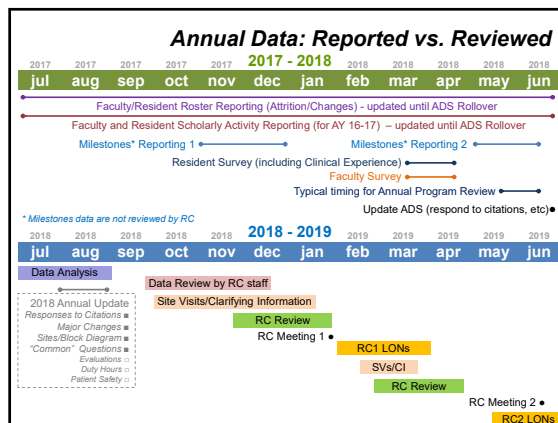 Annual Data: Reported vs. Reviewed
2017 - 2018
2017 2017 2017 2017 2017 2017 2018 2018 2018 2018 2018 2018
jul aug sep oct nov dec jan feb mar apr may jun
Faculty/Resident Roster Reporting (Attrition/Changes) - updated until ADS Rollover
Faculty and Resident Scholarly Activity Reporting (for AY 16-17) – updated until ADS Rollover
Milestones* Reporting 1 Milestones* Reporting 2
Resident Survey (including Clinical Experience)
Faculty Survey
Typical timing for Annual Program Review
Update ADS (respond to citations, etc)
* Milestones data are not reviewed by RC
2018 - 2019
2018 2018 2018 2018 2018 2018 2019 2019 2019 2019 2019 2019
jul aug sep oct nov dec jan feb mar apr may jun
Data Analysis
Data Review by RC staff
2018 Annual Update
Site Visits/Clarifying Information
Responses to Citations
Major Changes
RC Review
Sites/Block Diagram
RC Meeting 1
"Common" Questions
RC1 LONs
Evaluations
Duty Hours
SVs/CI
Patient Safety
RC Review
RC Meeting 2
RC2 LONs